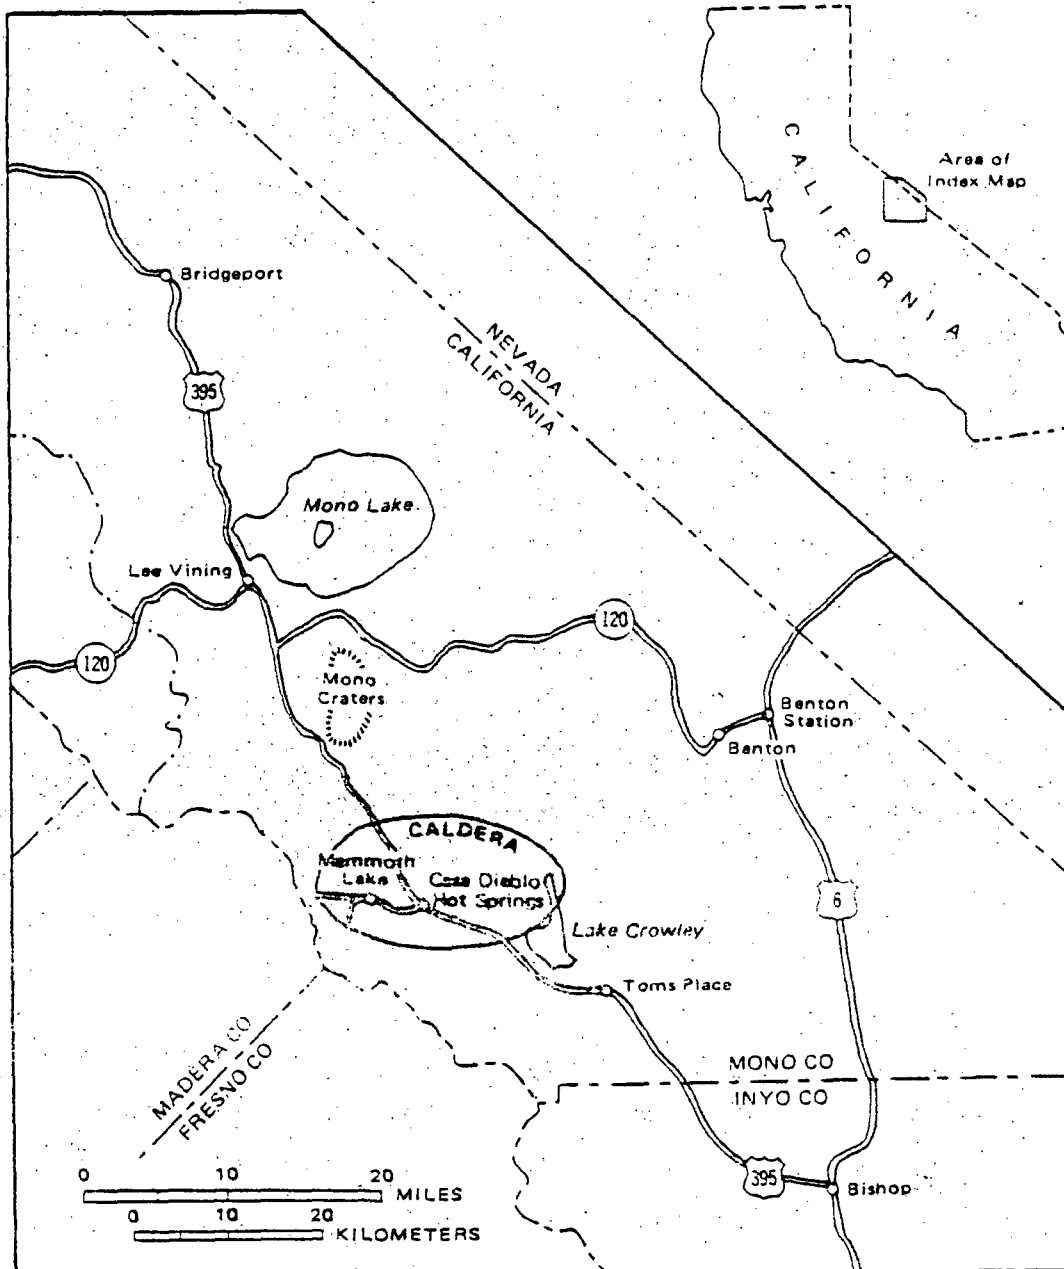 CALIFORNIA
Area of
Index Map
Bridgeport
NEVADA
CALIFORNIA
395
Mono Lake
Lee Vining
120
120
Mono
Craters
Benton
Station
Benton
CALDERA
Mammoth
Lake
Casa Diablo
Hot Springs
6
Lake Crowley
Toms Place
MADERA CO
FRESNO CO
MONO CO
INYO CO
395
Bishop
0 10 20
MILES
0 10 20
KILOMETERS